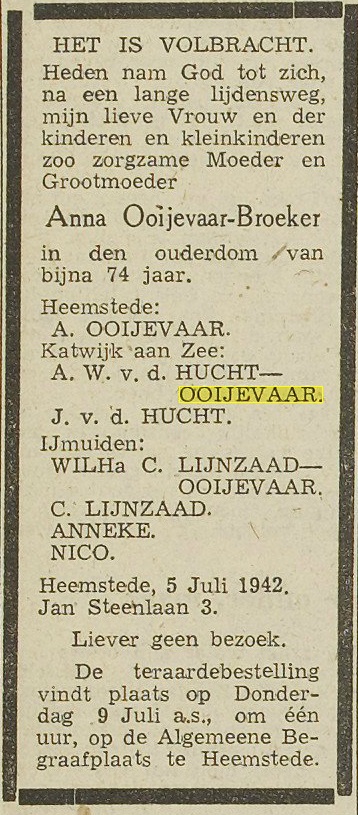 HET IS VOLBRACHT.
Heden nam God tot zich,
na een lange lijdensweg,
mijn lieve Vrouw en der
kinderen en kleinkinderen
zoo zorgzame Moeder en
Grootmoeder
Anna Ooijevaar-Broeker
in den ouderdom van
bijna 74 jaar.
Heemstede:
A. OOIJEVAAR.
Katwijk aan Zee:
A. W. v. d. HUCHT—
OOIJEVAAR.
J. v. d. HUCHT.
IJmuiden:
WILHa C. LIJNZAAD—
OOIJEVAAR.
C. LIJNZAAD.
ANNEKE.
NICO.
Heemstede, 5 Juli 1942.
Jan Steenlaan 3.
Liever geen bezoek.
De teraardebestelling
vindt plaats op Donder-
dag 9 Juli a.s., om één
uur, op de Algemeene Be-
graafplaats te Heemstede.